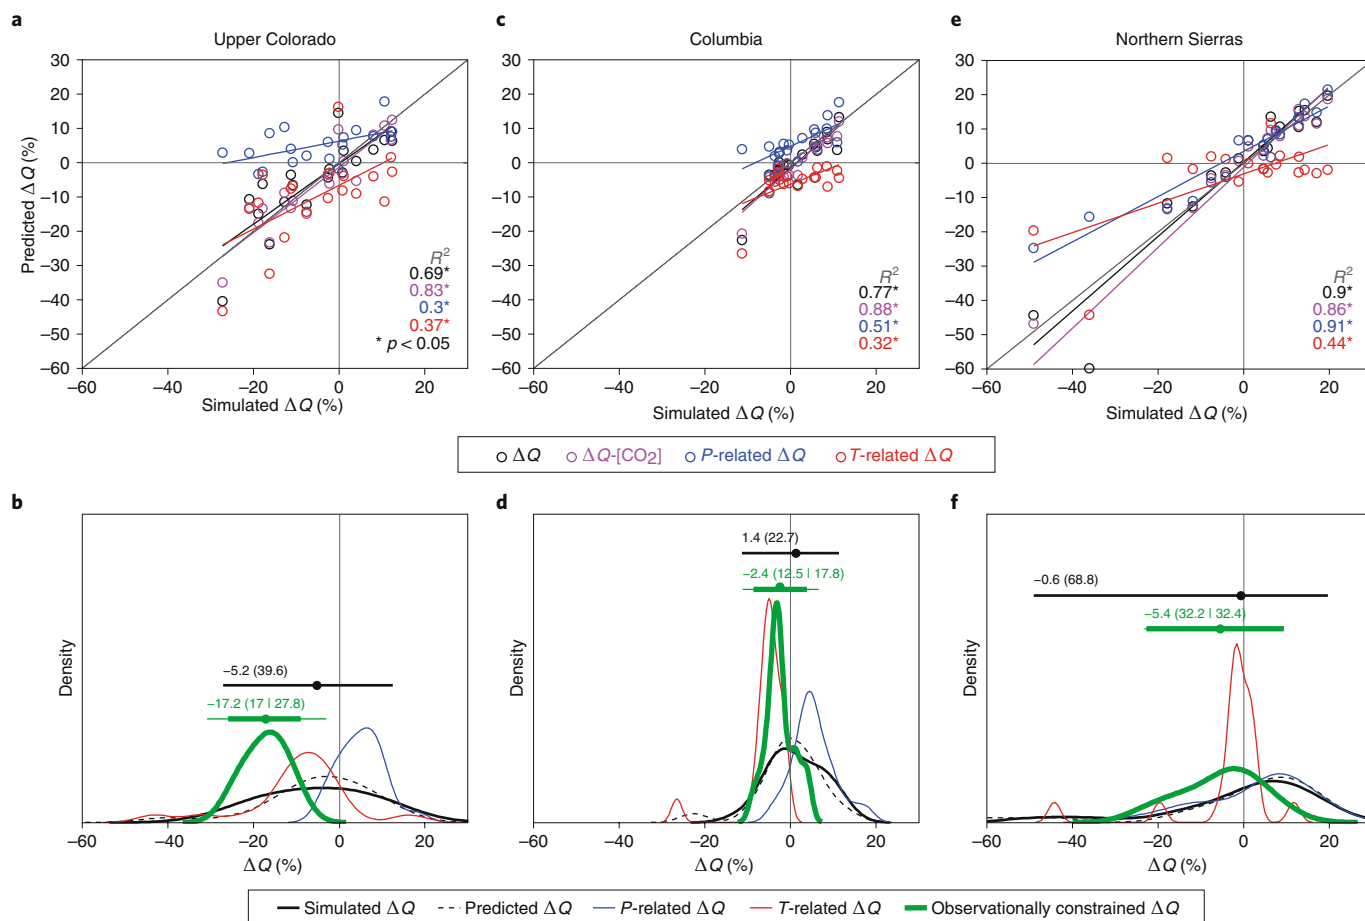 a
Upper Colorado
30
20
10
0
−10
−20
−30
−40
−50
−60
Predicted ΔQ (%)
R²
0.69*
0.83*
0.3*
0.37*
* p < 0.05
−60
−40
−20
0
20
Simulated ΔQ (%)
c
Columbia
30
20
10
0
−10
−20
−30
−40
−50
−60
R²
0.77*
0.88*
0.51*
0.32*
−60
−40
−20
0
20
Simulated ΔQ (%)
e
Northern Sierras
30
20
10
0
−10
−20
−30
−40
−50
−60
R²
0.9*
0.86*
0.91*
0.44*
−60
−40
−20
0
20
Simulated ΔQ (%)
ΔQ ΔQ-[CO₂] P-related ΔQ T-related ΔQ
b
Density
−5.2 (39.6)
−17.2 (17 | 27.8)
−60
−40
−20
0
20
ΔQ (%)
d
Density
1.4 (22.7)
−2.4 (12.5 | 17.8)
−60
−40
−20
0
20
ΔQ (%)
f
Density
−0.6 (68.8)
−5.4 (32.2 | 32.4)
−60
−40
−20
0
20
ΔQ (%)
Simulated ΔQ Predicted ΔQ P-related ΔQ T-related ΔQ Observationally constrained ΔQ